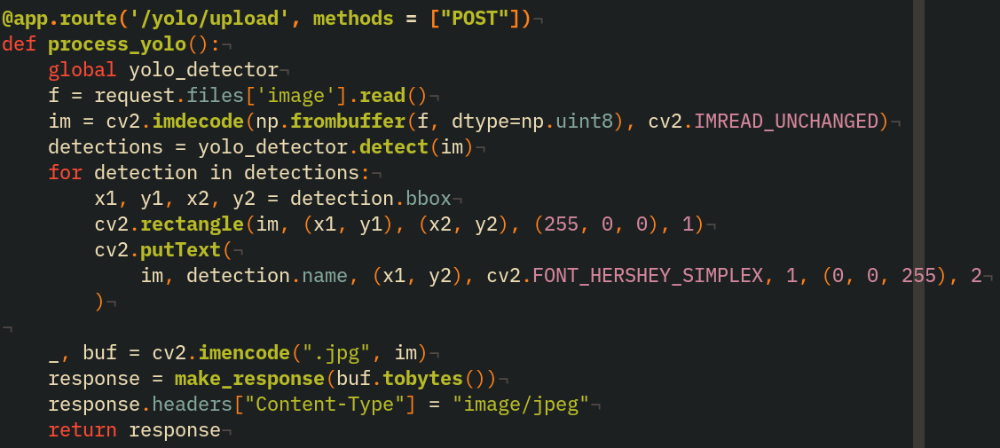 @app.route('/yolo/upload', methods = ["POST"])¬
def process_yolo():¬
    global yolo_detector¬
    f = request.files['image'].read()¬
    im = cv2.imdecode(np.frombuffer(f, dtype=np.uint8), cv2.IMREAD_UNCHANGED)¬
    detections = yolo_detector.detect(im)¬
    for detection in detections:¬
        x1, y1, x2, y2 = detection.bbox¬
        cv2.rectangle(im, (x1, y1), (x2, y2), (255, 0, 0), 1)¬
        cv2.putText(¬
            im, detection.name, (x1, y2), cv2.FONT_HERSHEY_SIMPLEX, 1, (0, 0, 255), 2¬
        )¬
¬
    _, buf = cv2.imencode(".jpg", im)¬
    response = make_response(buf.tobytes())¬
    response.headers["Content-Type"] = "image/jpeg"¬
    return response¬